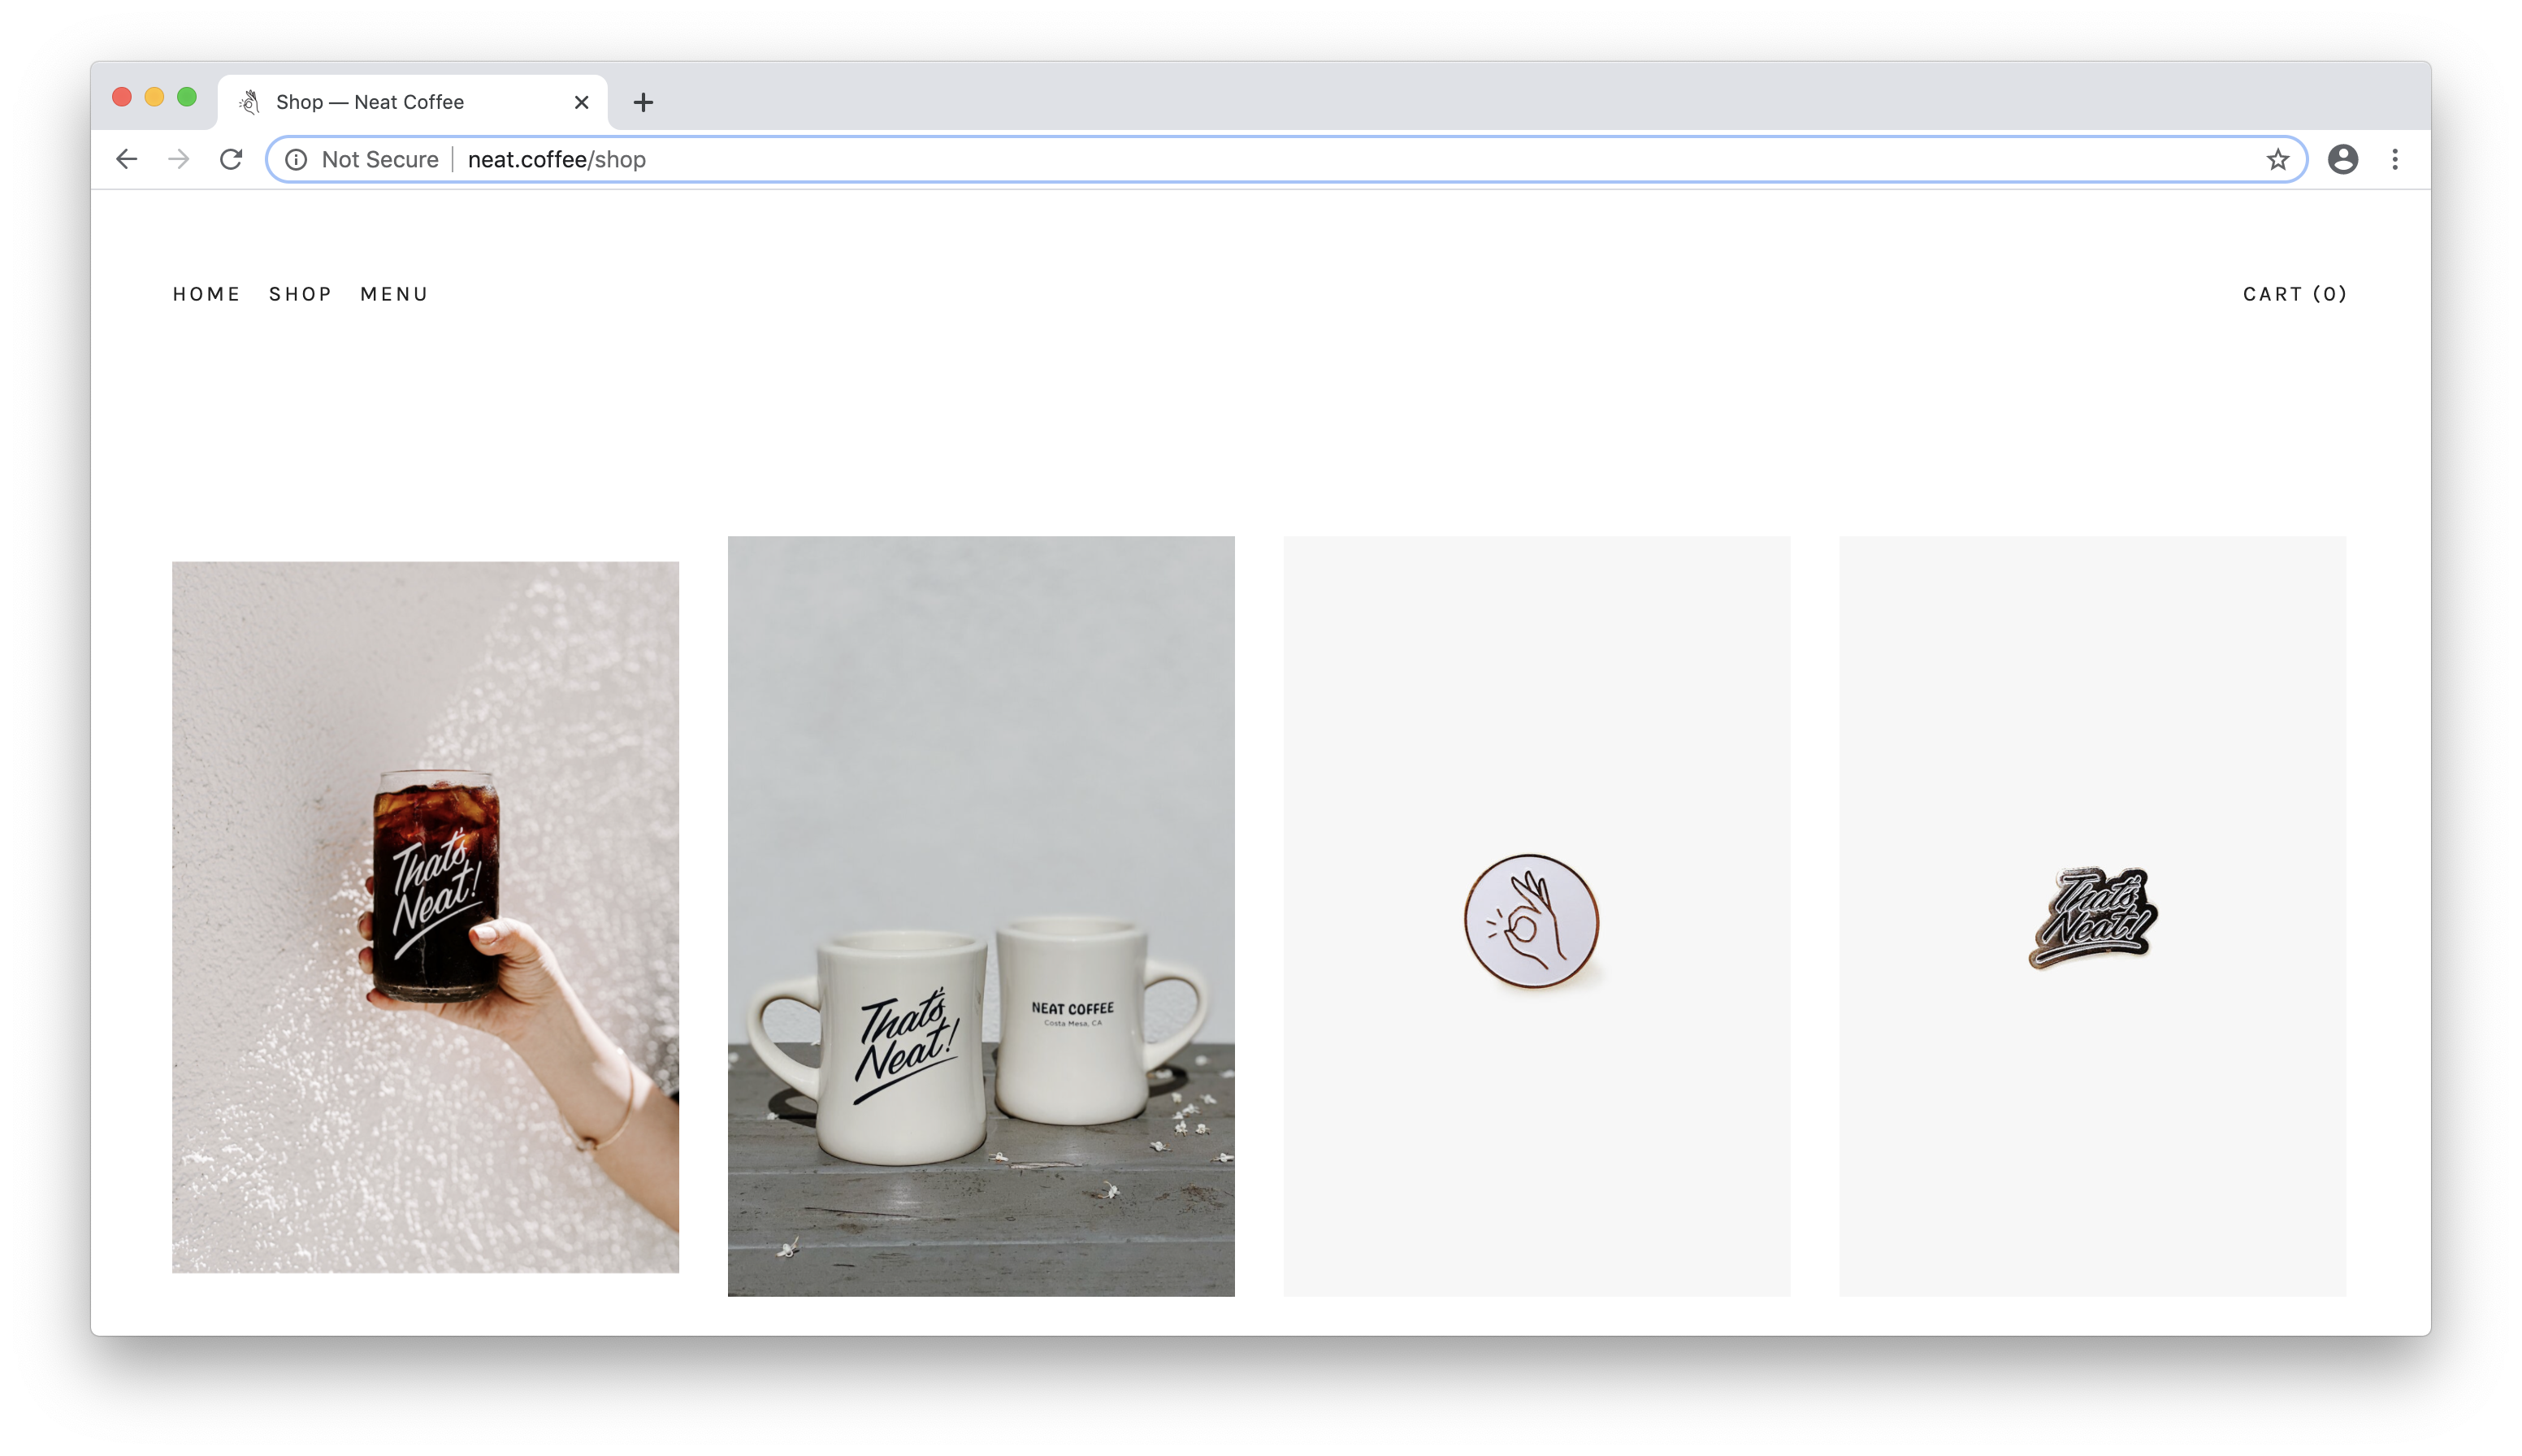 Shop — Neat Coffee
Not Secure
neat.coffee/shop
HOME SHOP MENU
CART (0)
That's
Neat!
That's
Neat!
NEAT COFFEE
Costa Mesa, CA
That's
Neat!